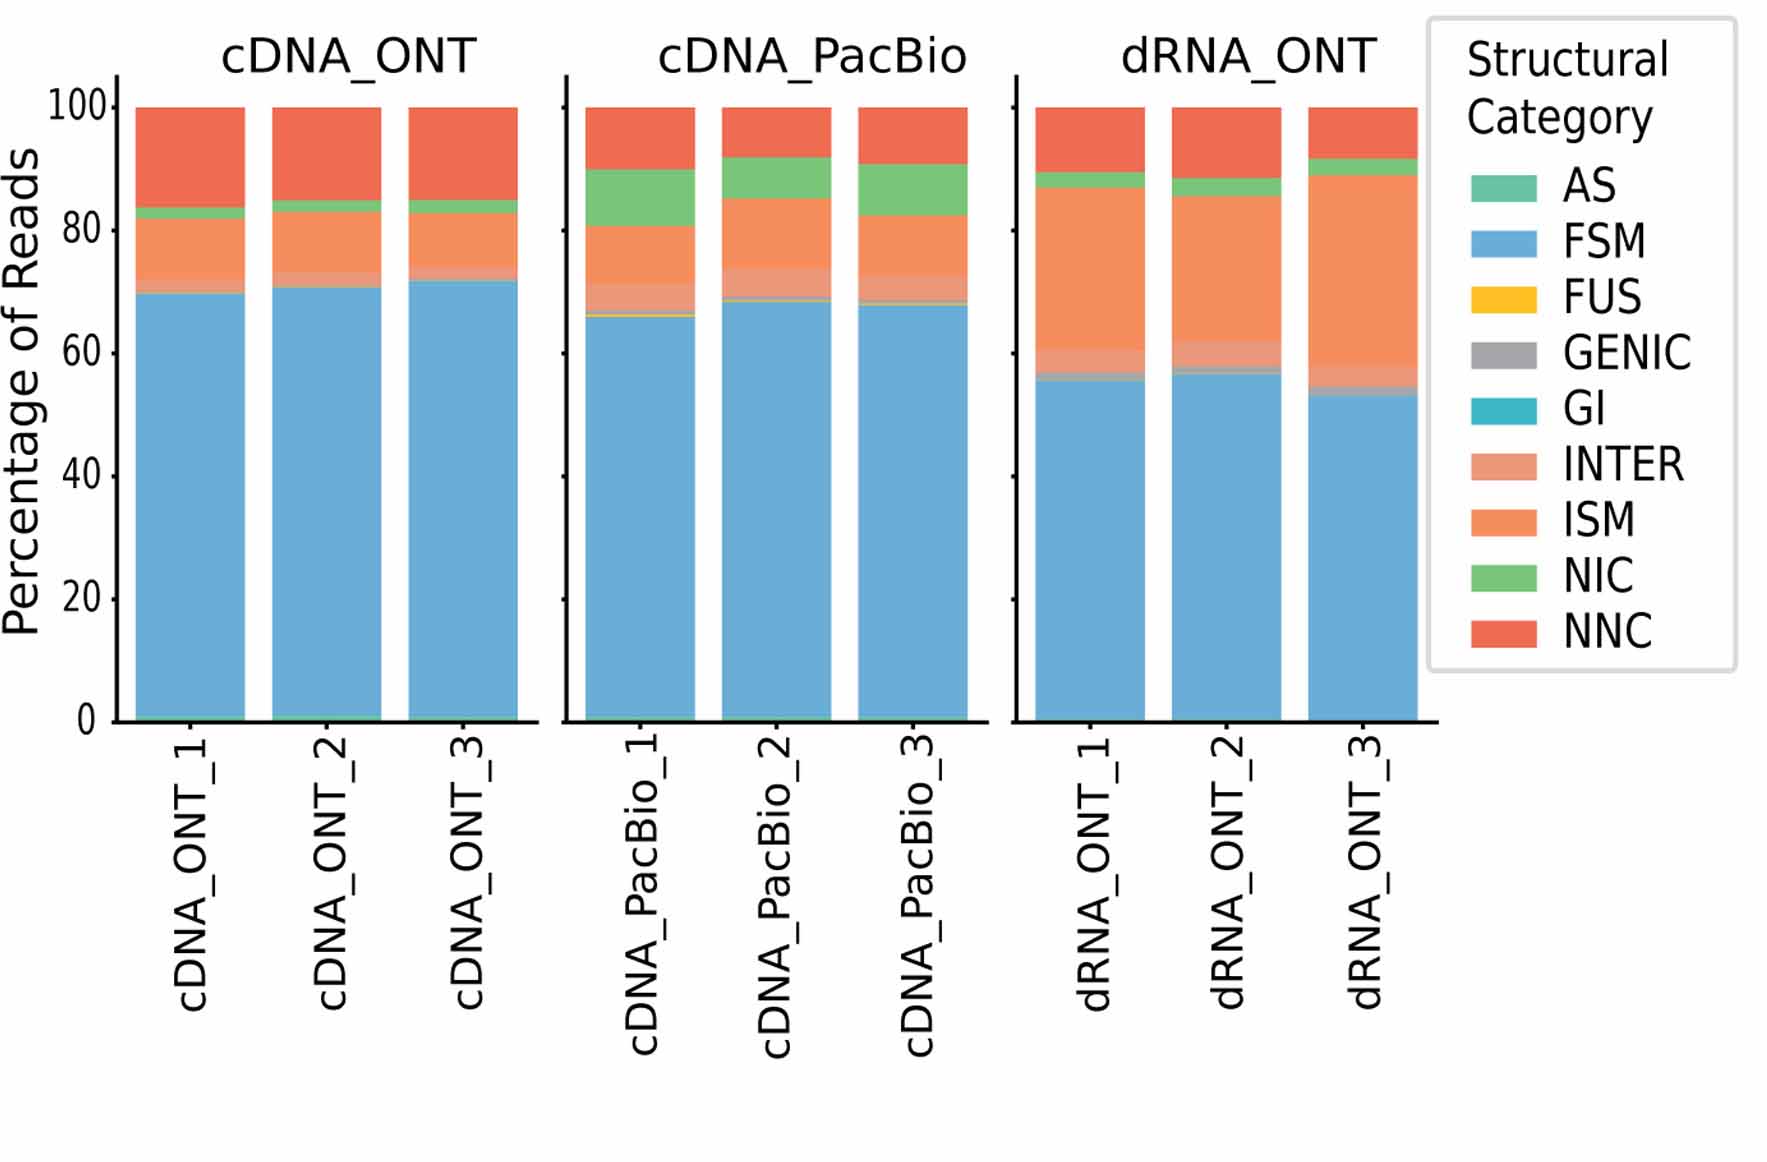 cDNA_ONT
cDNA_PacBio
dRNA_ONT
Percentage of Reads
100
80
60
40
20
0
cDNA_ONT_1
cDNA_ONT_2
cDNA_ONT_3
cDNA_PacBio_1
cDNA_PacBio_2
cDNA_PacBio_3
dRNA_ONT_1
dRNA_ONT_2
dRNA_ONT_3
Structural
Category
AS
FSM
FUS
GENIC
GI
INTER
ISM
NIC
NNC